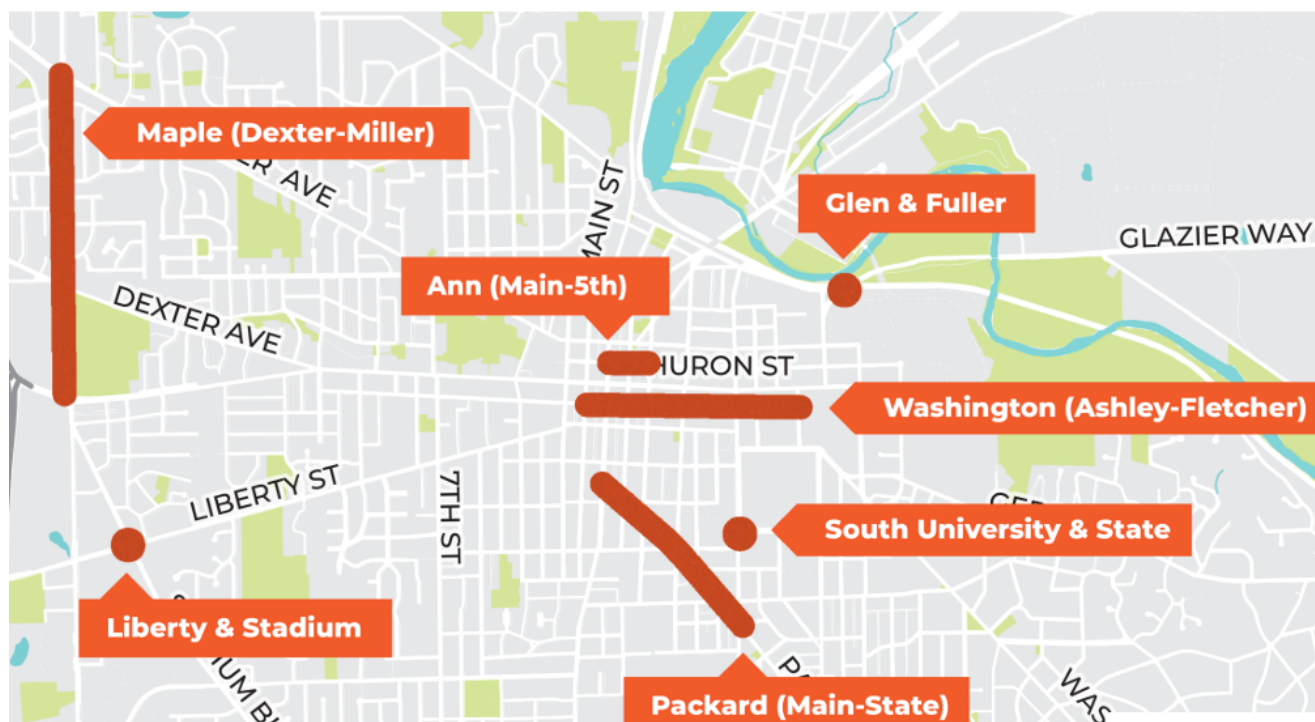 Maple (Dexter-Miller)
AVE
MAIN ST
Glen & Fuller
GLAZIER WAY
Ann (Main-5th)
DEXTER AVE
HURON ST
Washington (Ashley-Fletcher)
LIBERTY ST
7TH ST
South University & State
Liberty & Stadium
Packard (Main-State)